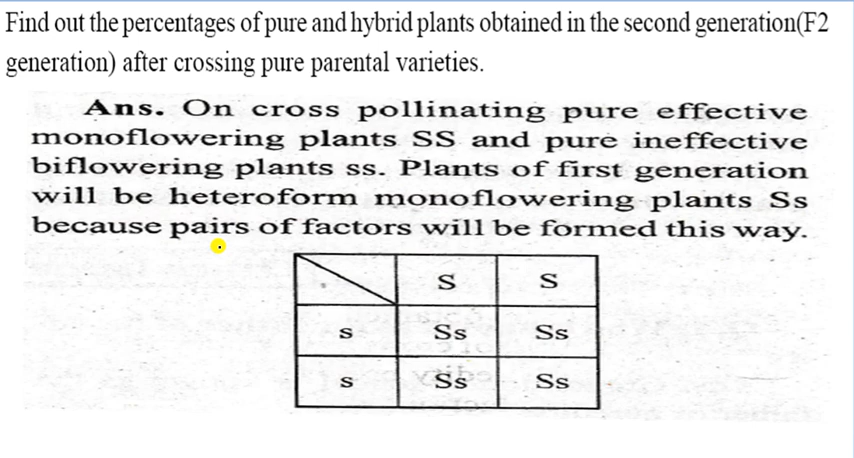 Find out the percentages of pure and hybrid plants obtained in the second generation(F2
generation) after crossing pure parental varieties.
Ans. On cross pollinating pure effective
monoflowering plants SS and pure ineffective
biflowering plants ss. Plants of first generation
will be heteroform monoflowering plants Ss
because pairs of factors will be formed this way.
S S
s Ss Ss
s Ss Ss